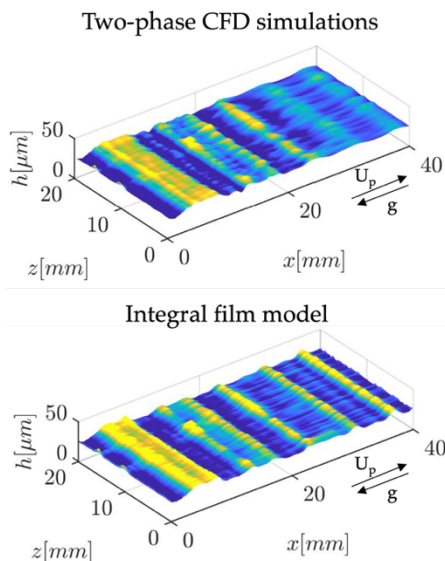 Two-phase CFD simulations
h[μm]
50
0
20
10
0
z[mm]
0
20
40
x[mm]
U_p
g
Integral film model
h[μm]
50
0
20
10
0
z[mm]
0
20
40
x[mm]
U_p
g